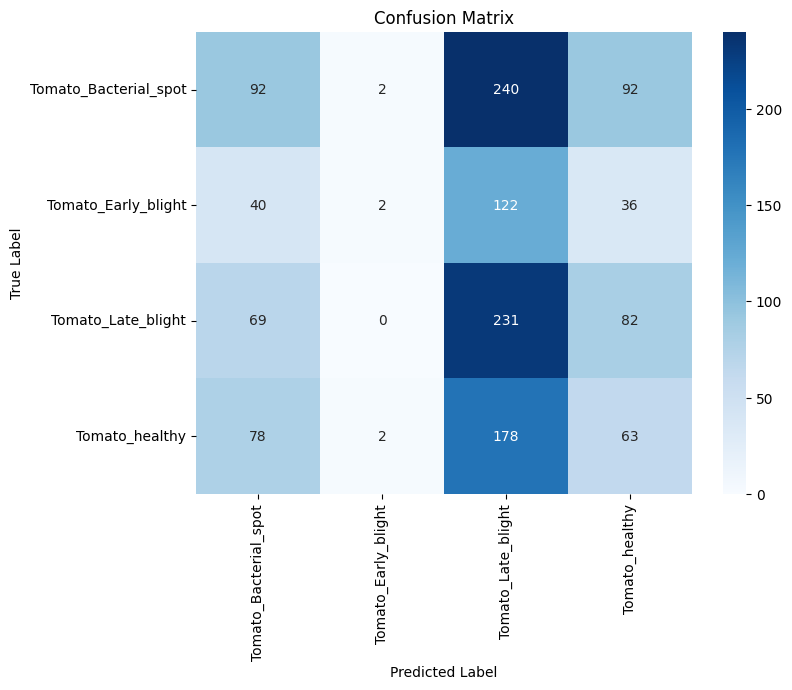 Confusion Matrix
Tomato_Bacterial_spot 92 2 240 92
Tomato_Early_blight 40 2 122 36
Tomato_Late_blight 69 0 231 82
Tomato_healthy 78 2 178 63
True Label
Tomato_Bacterial_spot
Tomato_Early_blight
Tomato_Late_blight
Tomato_healthy
Predicted Label
200
150
100
50
0